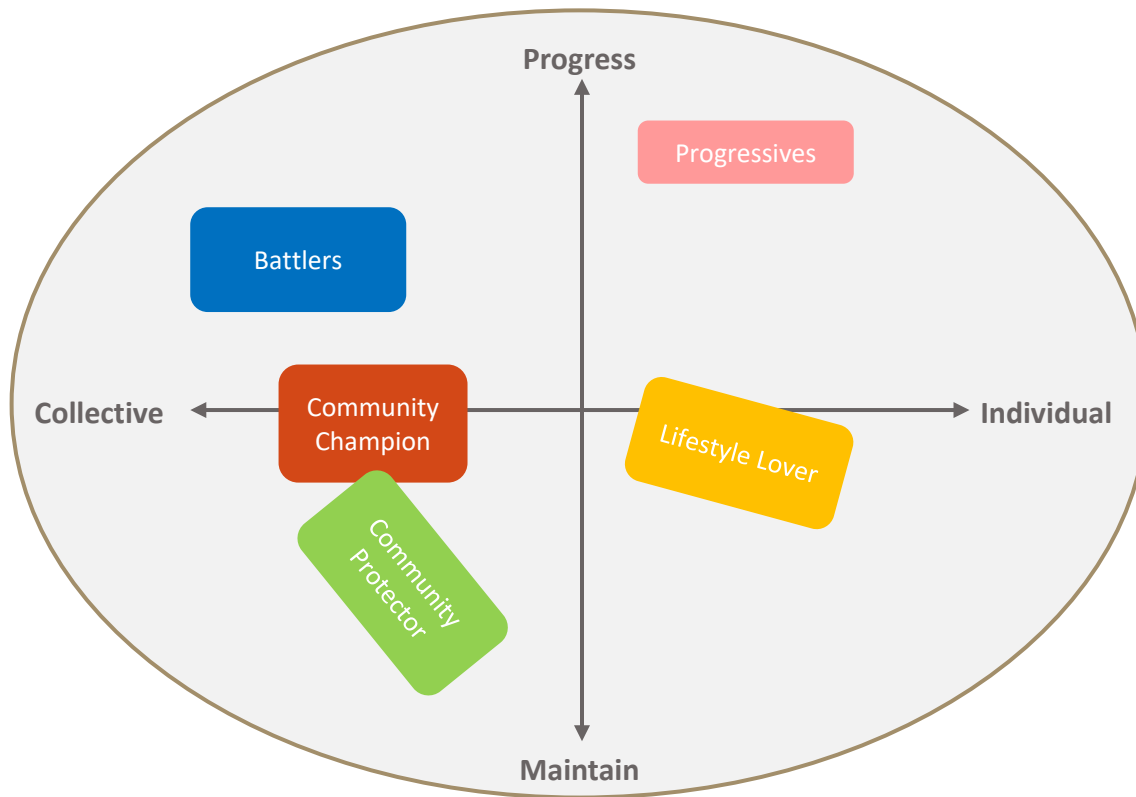 Progress
Progressives
Battlers
Collective
Community
Champion
Individual
Lifestyle Lover
Community
Protector
Maintain